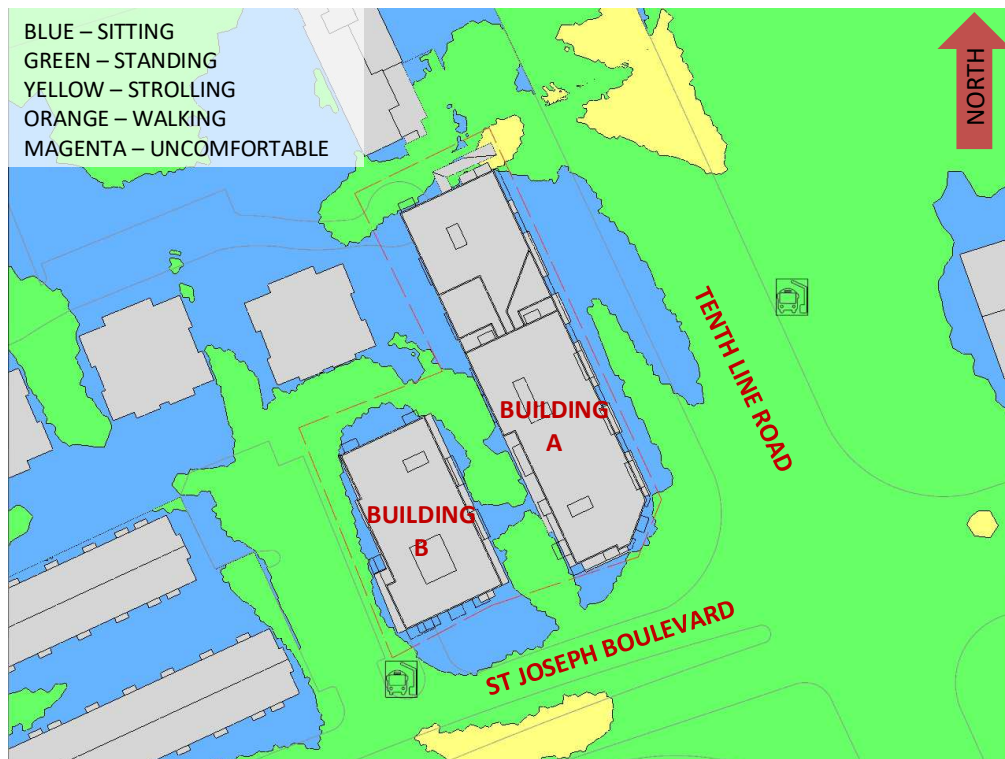 BLUE – SITTING
GREEN – STANDING
YELLOW – STROLLING
ORANGE – WALKING
MAGENTA – UNCOMFORTABLE
NORTH
TENTH LINE ROAD
BUILDING
A
BUILDING
B
ST JOSEPH BOULEVARD